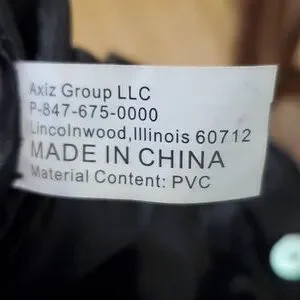 Axiz Group LLC
P-847-675-0000
Lincolnwood,Illinois 60712
MADE IN CHINA
Material Content: PVC